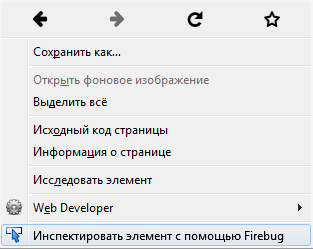 Сохранить как...
Открыть фоновое изображение
Выделить всё
Исходный код страницы
Информация о странице
Исследовать элемент
Web Developer
Инспектировать элемент с помощью Firebug